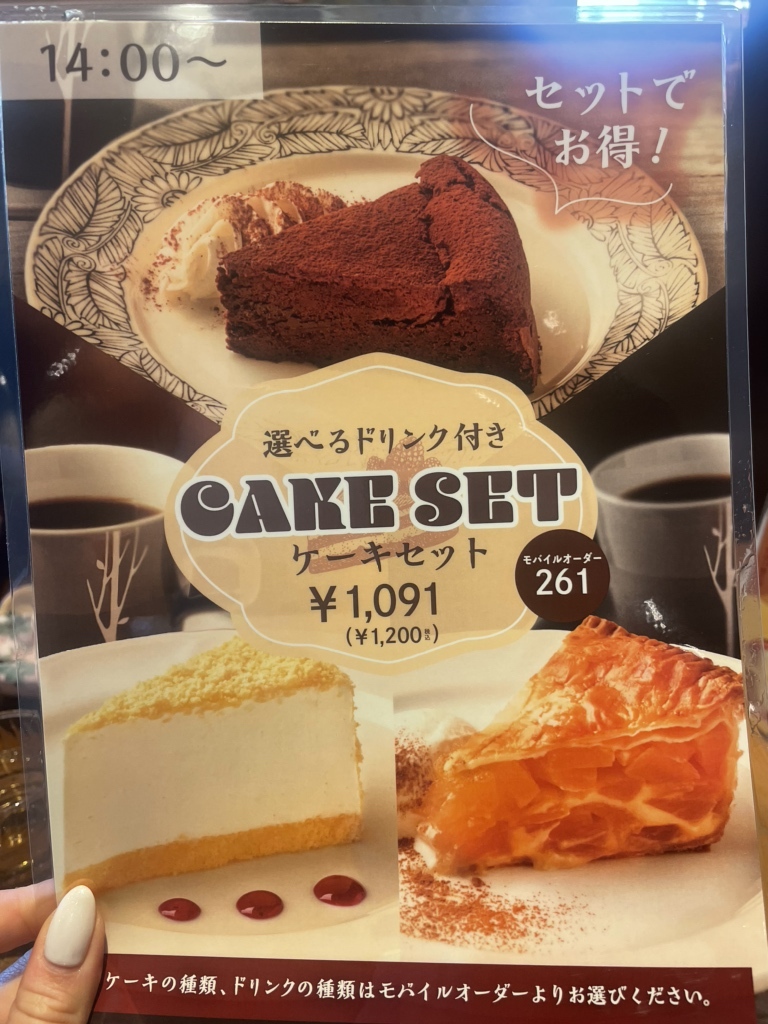 14:00〜
セットで
お得！
選べるドリンク付き
CAKE SET
ケーキセット
モバイルオーダー
261
￥1,091
(￥1,200税込)
ケーキの種類、ドリンクの種類はモバイルオーダーよりお選びください。